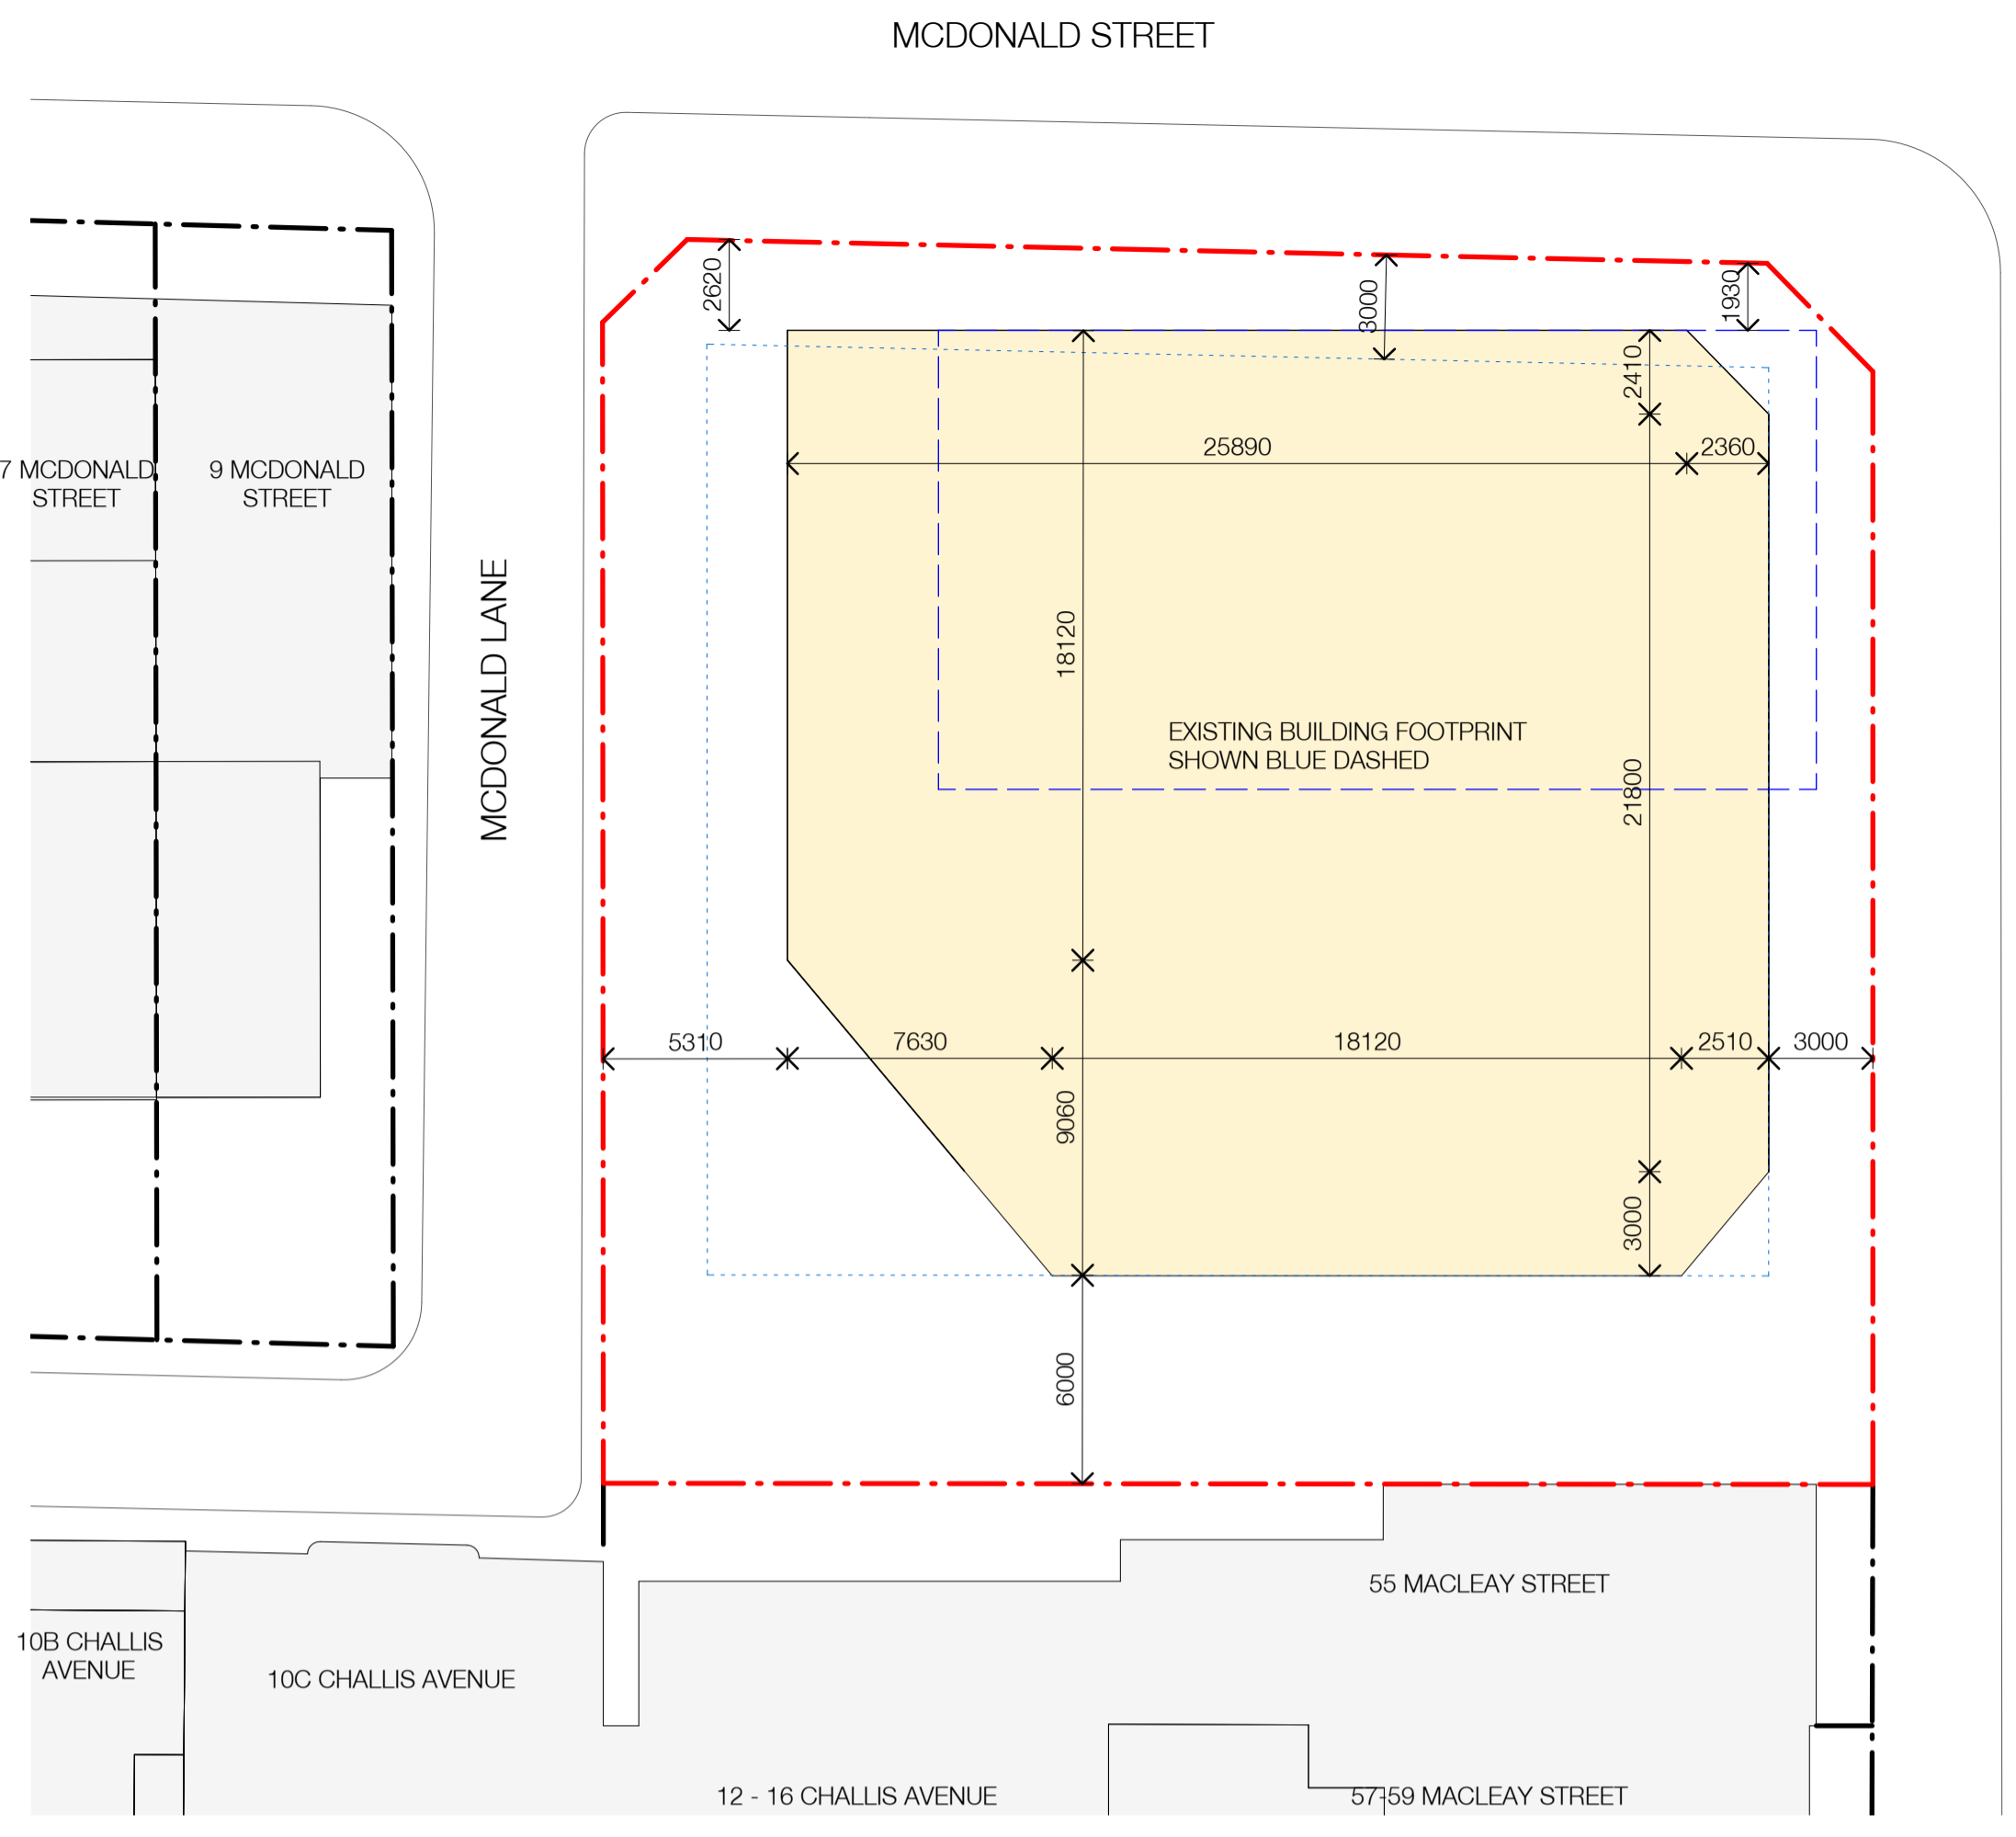 MCDONALD STREET
2620
3000
1930
2410
25890
2360
7 MCDONALD
STREET
9 MCDONALD
STREET
MCDONALD LANE
18120
EXISTING BUILDING FOOTPRINT
SHOWN BLUE DASHED
21800
5310
7630
18120
2510
3000
9060
3000
6000
55 MACLEAY STREET
10B CHALLIS
AVENUE
10C CHALLIS AVENUE
12 - 16 CHALLIS AVENUE
57-59 MACLEAY STREET